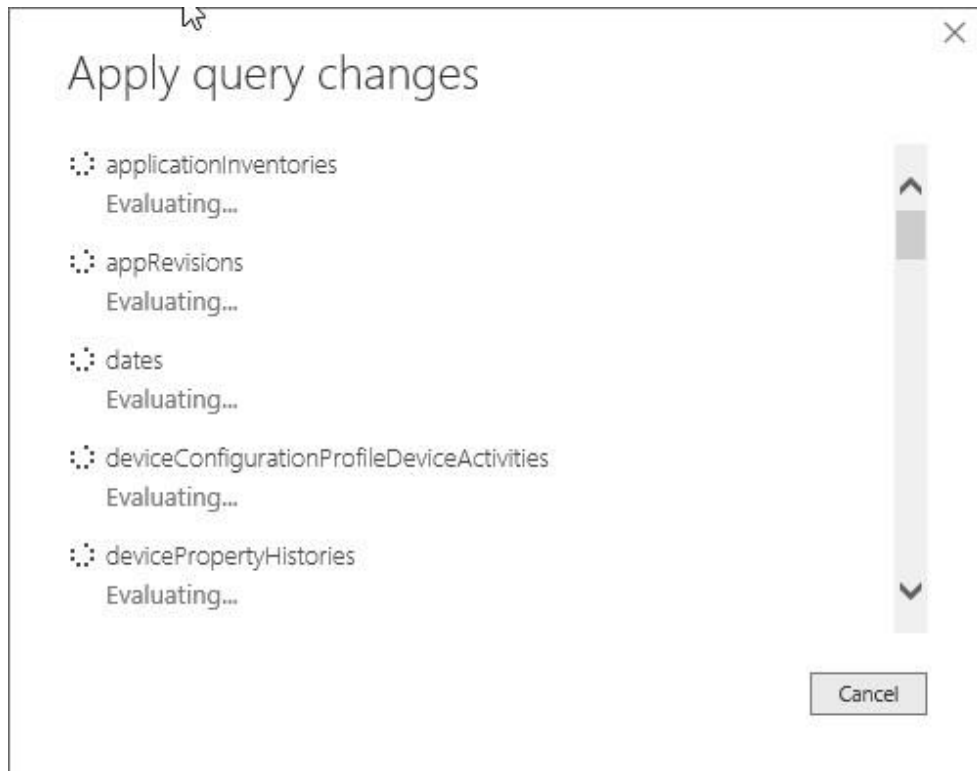 Apply query changes
applicationInventories
Evaluating...
appRevisions
Evaluating...
dates
Evaluating...
deviceConfigurationProfileDeviceActivities
Evaluating...
devicePropertyHistories
Evaluating...
Cancel